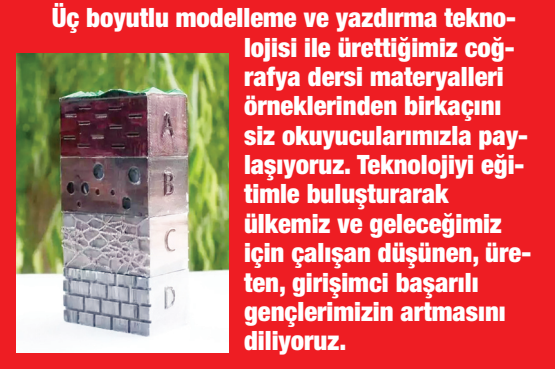 Üç boyutlu modelleme ve yazdırma tekno-
lojisi ile ürettiğimiz coğ-
rafya dersi materyalleri
örneklerinden birkaçını
siz okuyucularımızla pay-
laşıyoruz. Teknolojiyi eği-
timle buluşturarak
ülkemiz ve geleceğimiz
için çalışan düşünen, üre-
ten, girişimci başarılı
gençlerimizin artmasını
diliyoruz.
A
B
C
D